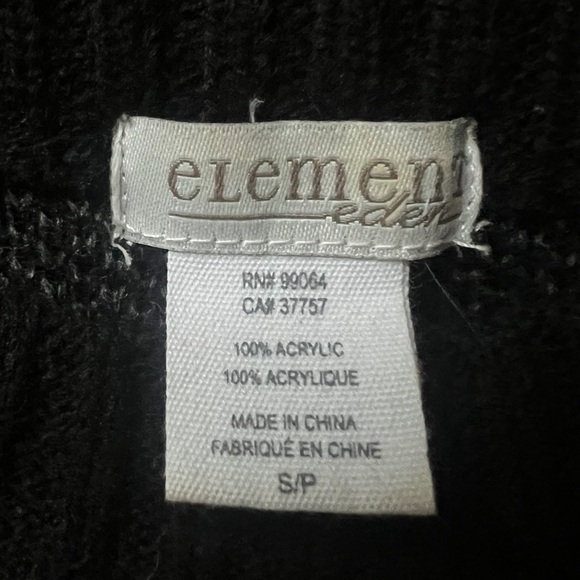 eLemenT
eden
RN# 99064
CA# 37757
100% ACRYLIC
100% ACRYLIQUE
MADE IN CHINA
FABRIQUÉ EN CHINE
S/P